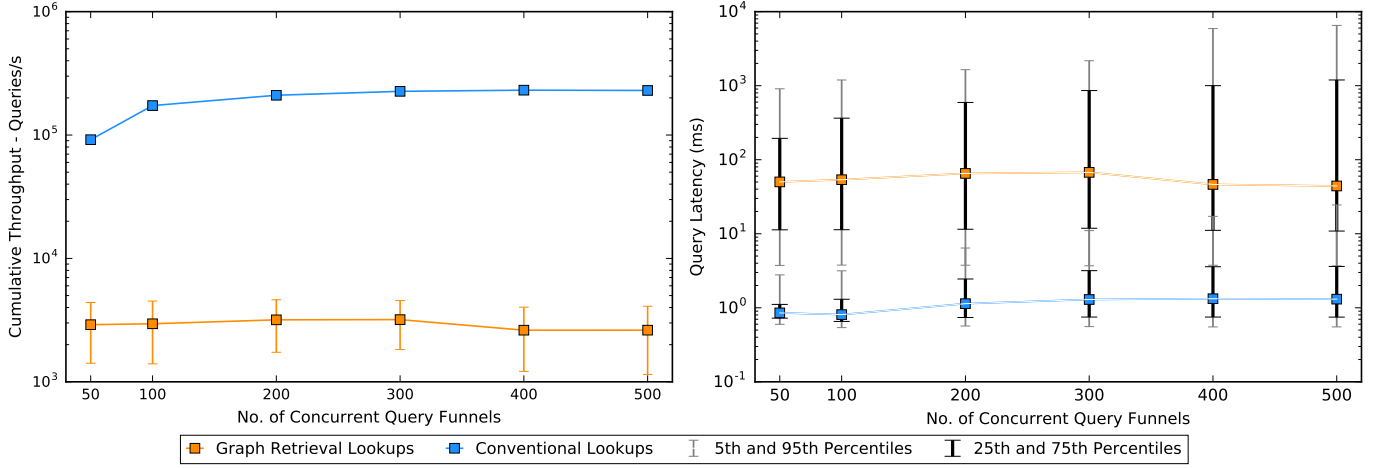 10^6
10^5
10^4
10^3
Cumulative Throughput - Queries/s
50 100 200 300 400 500
No. of Concurrent Query Funnels
10^4
10^3
10^2
10^1
10^0
10^-1
Query Latency (ms)
50 100 200 300 400 500
No. of Concurrent Query Funnels
Graph Retrieval Lookups Conventional Lookups 5th and 95th Percentiles 25th and 75th Percentiles